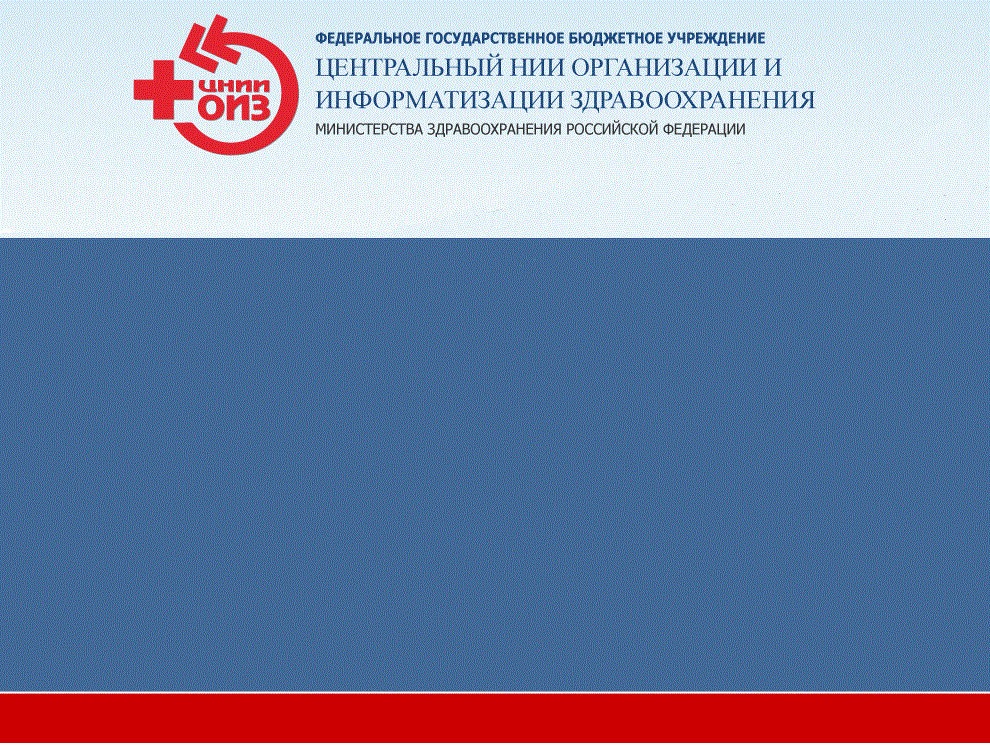 ЦНИИ
ОИЗ
ФЕДЕРАЛЬНОЕ ГОСУДАРСТВЕННОЕ БЮДЖЕТНОЕ УЧРЕЖДЕНИЕ
ЦЕНТРАЛЬНЫЙ НИИ ОРГАНИЗАЦИИ И
ИНФОРМАТИЗАЦИИ ЗДРАВООХРАНЕНИЯ
МИНИСТЕРСТВА ЗДРАВООХРАНЕНИЯ РОССИЙСКОЙ ФЕДЕРАЦИИ